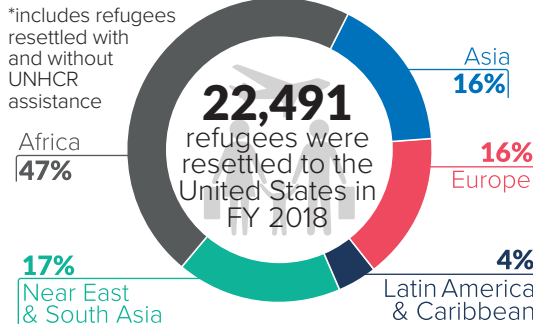 *includes refugees
resettled with
and without
UNHCR
assistance
22,491
refugees were
resettled to the
United States in
FY 2018
Asia
16%
16%
Europe
4%
Latin America
& Caribbean
17%
Near East
& South Asia
Africa
47%